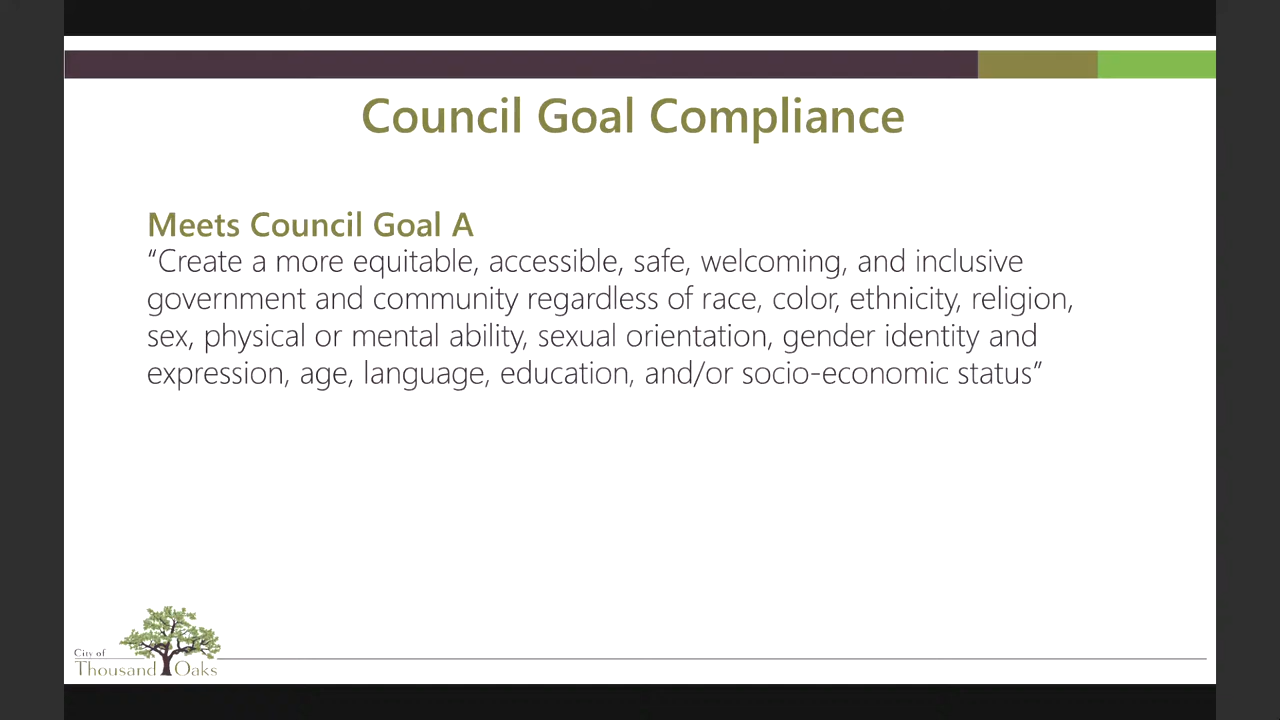 Council Goal Compliance
Meets Council Goal A
“Create a more equitable, accessible, safe, welcoming, and inclusive
government and community regardless of race, color, ethnicity, religion,
sex, physical or mental ability, sexual orientation, gender identity and
expression, age, language, education, and/or socio-economic status”
City of
Thousand Oaks